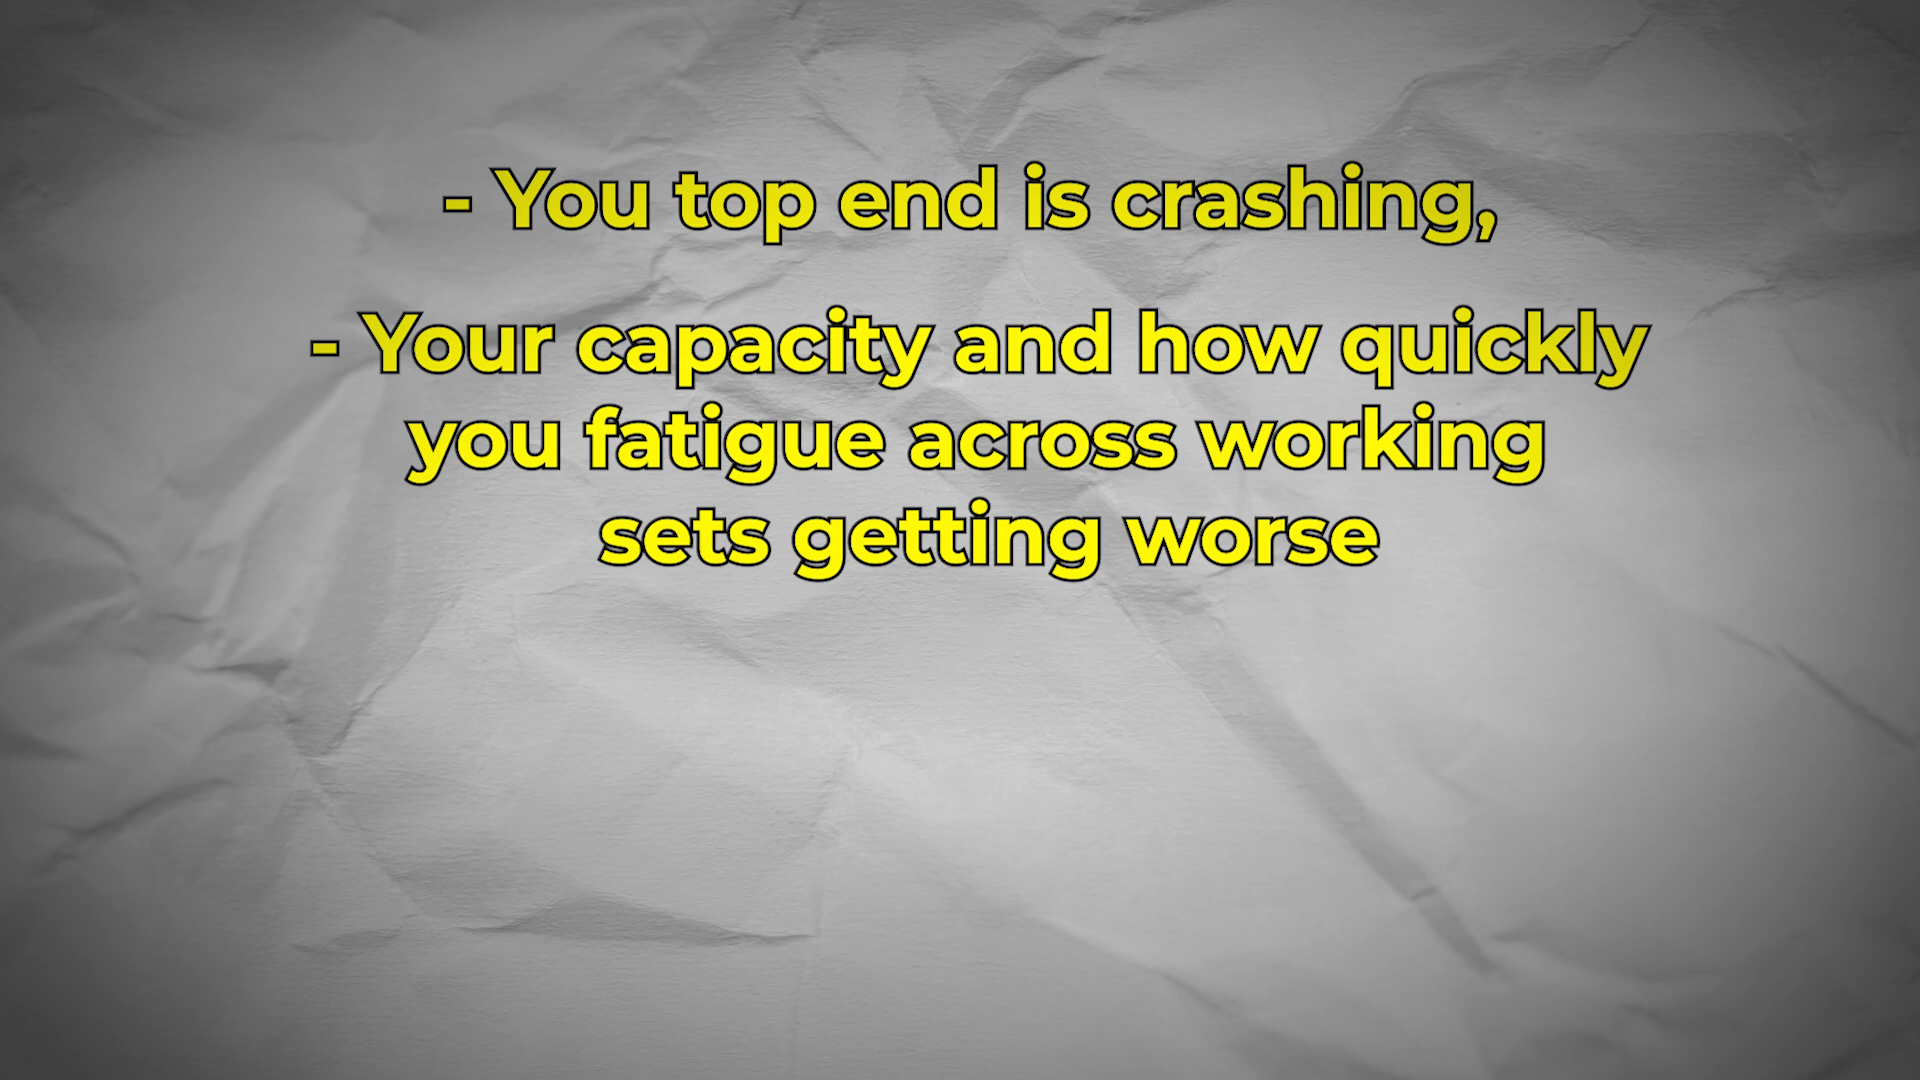 - You top end is crashing,
- Your capacity and how quickly
you fatigue across working
sets getting worse